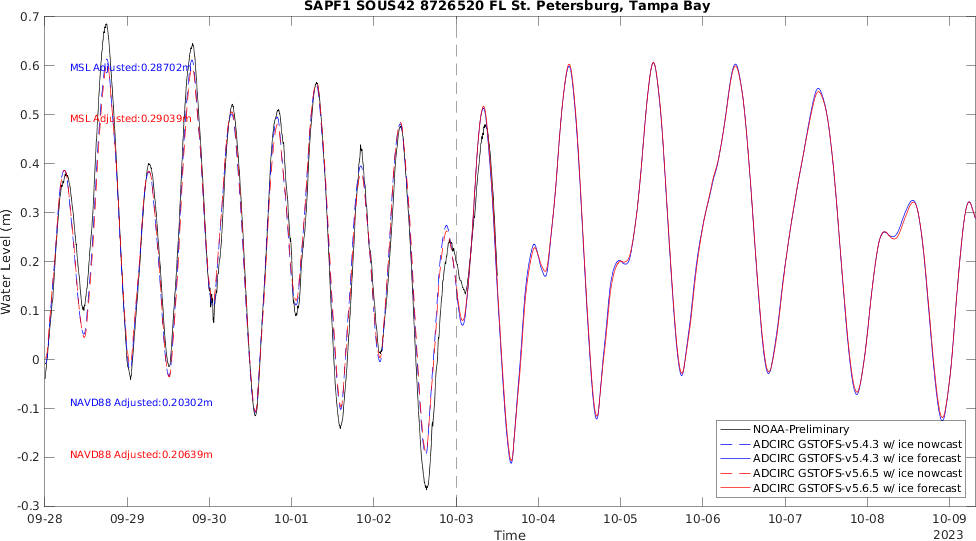 SAPF1 SOUS42 8726520 FL St. Petersburg, Tampa Bay
0.7
0.6
0.5
0.4
0.3
0.2
0.1
0
-0.1
-0.2
-0.3
Water Level (m)
MSL Adjusted:0.28702m
MSL Adjusted:0.29039m
NAVD88 Adjusted:0.20302m
NAVD88 Adjusted:0.20639m
NOAA-Preliminary
ADCIRC GSTOFS-v5.4.3 w/ ice nowcast
ADCIRC GSTOFS-v5.4.3 w/ ice forecast
ADCIRC GSTOFS-v5.6.5 w/ ice nowcast
ADCIRC GSTOFS-v5.6.5 w/ ice forecast
09-28 09-29 09-30 10-01 10-02 10-03 10-04 10-05 10-06 10-07 10-08 10-09
2023
Time